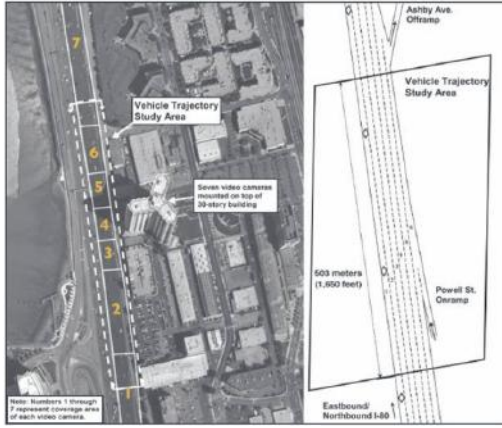 7
Vehicle Trajectory
Study Area
6
5
4
3
2
1
Seven video cameras
mounted on top of
30-story building
Note: Numbers 1 through
7 represent coverage area
of each video camera.
Ashby Ave.
Offramp
Vehicle Trajectory
Study Area
503 meters
(1,650 feet)
Powell St.
Onramp
Eastbound/
Northbound I-80